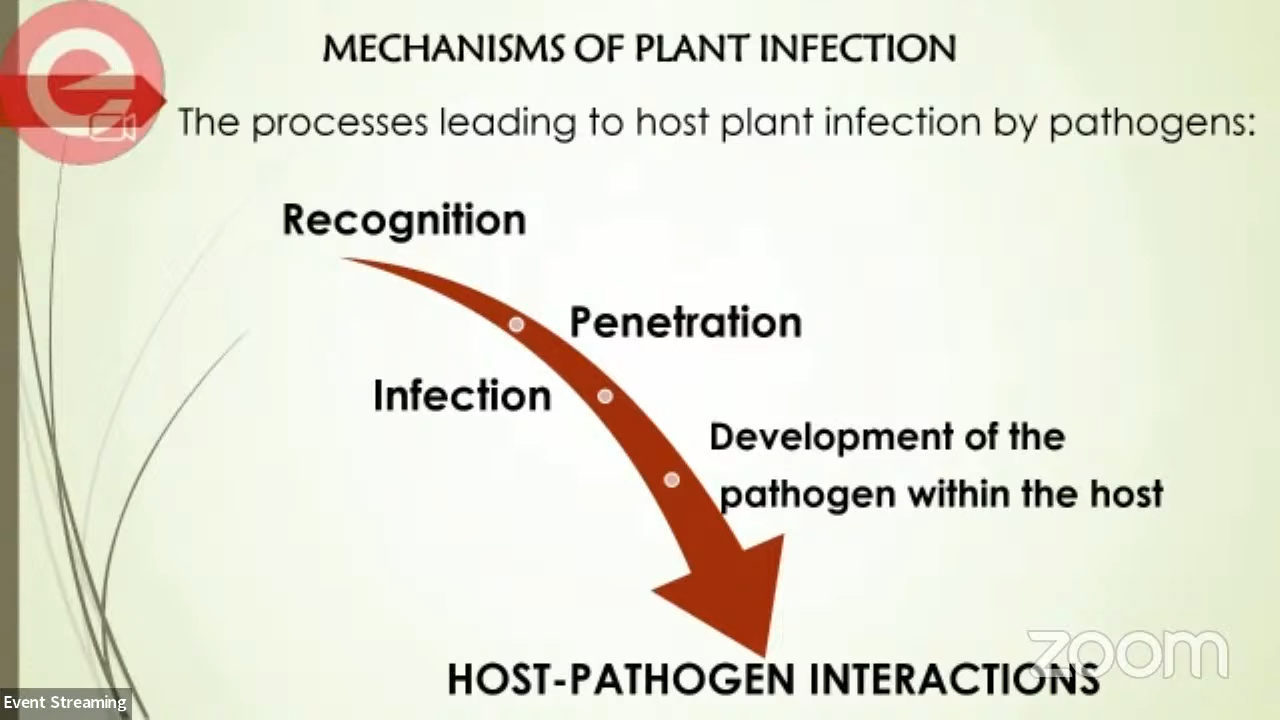 MECHANISMS OF PLANT INFECTION
The processes leading to host plant infection by pathogens:
Recognition
Penetration
Infection
Development of the
pathogen within the host
HOST-PATHOGEN INTERACTIONS
zoom
Event Streaming